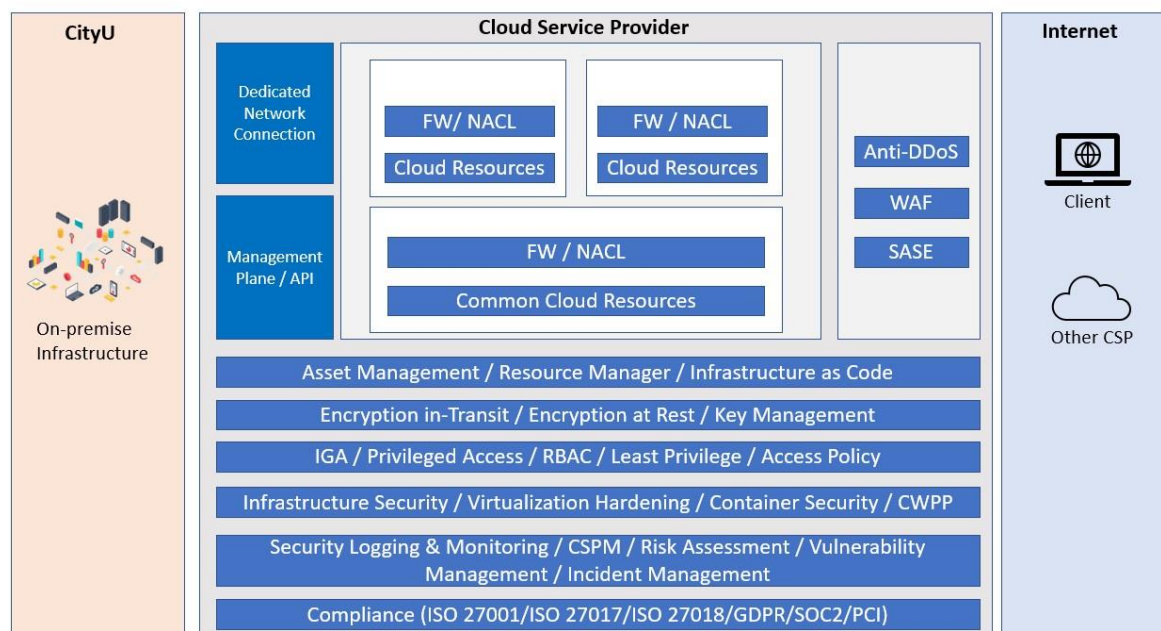 CityU
On-premise
Infrastructure
Cloud Service Provider
Dedicated
Network
Connection
Management
Plane / API
FW/ NACL
Cloud Resources
FW / NACL
Cloud Resources
FW / NACL
Common Cloud Resources
Anti-DDoS
WAF
SASE
Asset Management / Resource Manager / Infrastructure as Code
Encryption in-Transit / Encryption at Rest / Key Management
IGA / Privileged Access / RBAC / Least Privilege / Access Policy
Infrastructure Security / Virtualization Hardening / Container Security / CWPP
Security Logging & Monitoring / CSPM / Risk Assessment / Vulnerability
Management / Incident Management
Compliance (ISO 27001/ISO 27017/ISO 27018/GDPR/SOC2/PCI)
Internet
Client
Other CSP